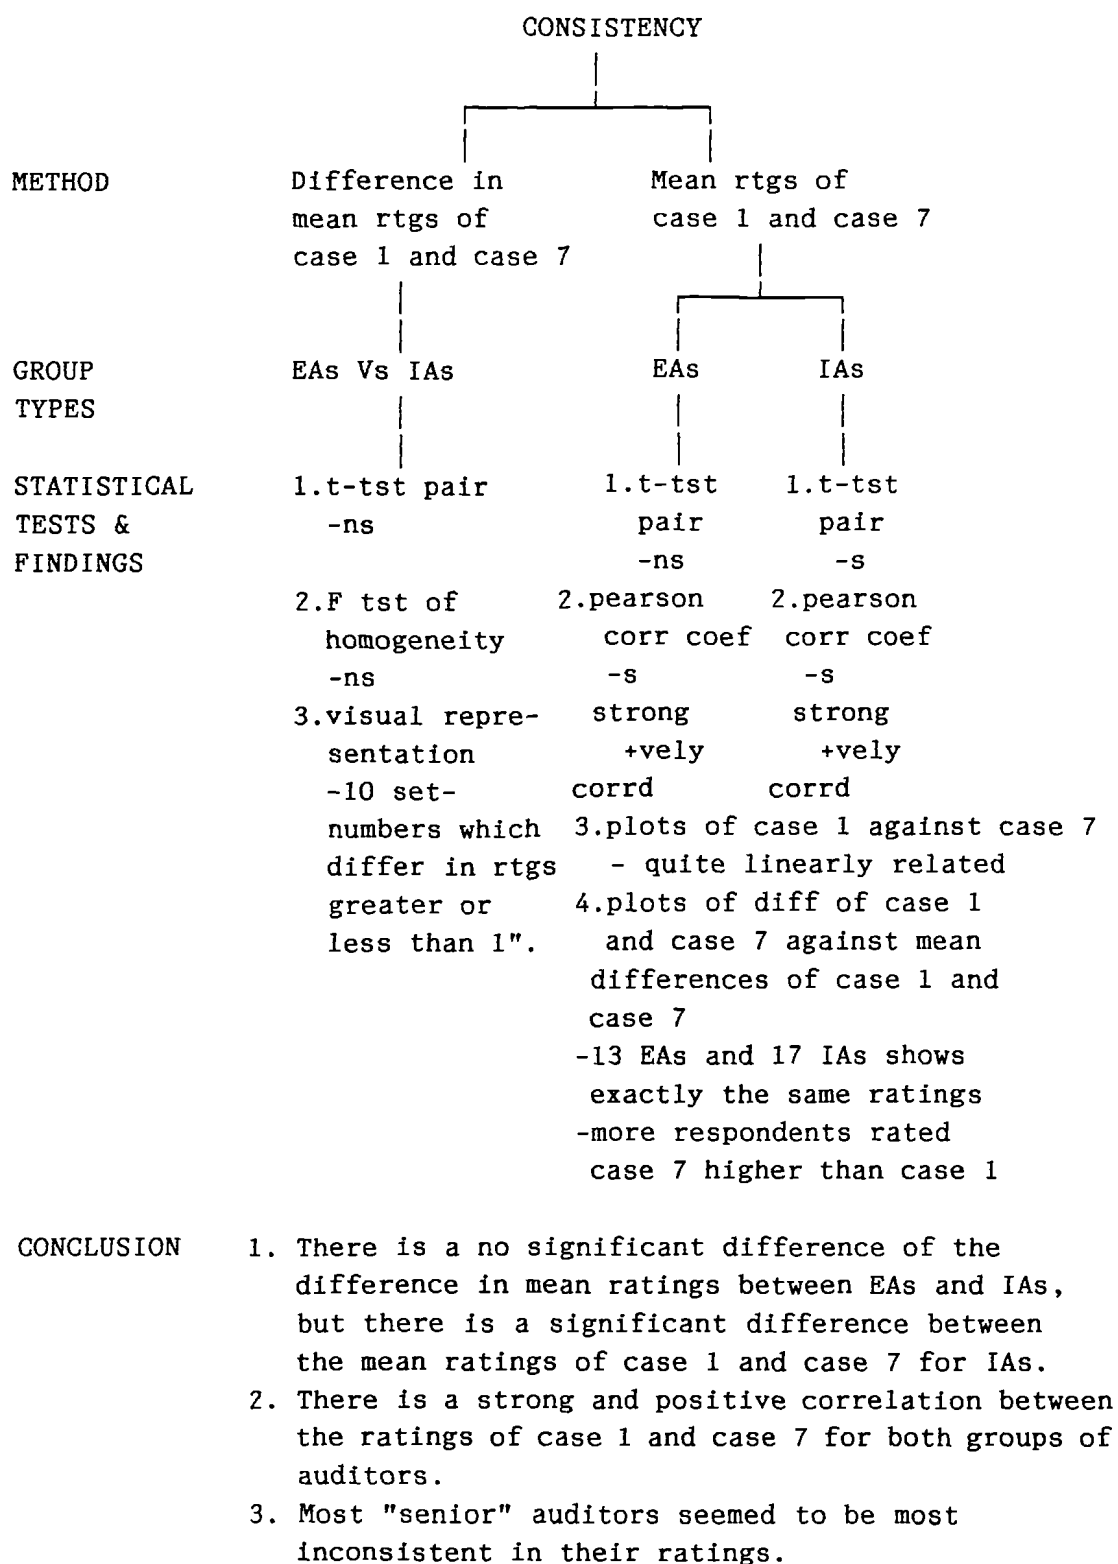 CONSISTENCY
METHOD Difference in Mean rtgs of
mean rtgs of case 1 and case 7
case 1 and case 7
GROUP EAs Vs IAs EAs IAs
TYPES
STATISTICAL 1.t-tst pair 1.t-tst 1.t-tst
TESTS & -ns pair pair
FINDINGS -ns -s
2.F tst of 2.pearson 2.pearson
homogeneity corr coef corr coef
-ns -s -s
3.visual repre- strong strong
sentation +vely +vely
-10 set- corrd corrd
numbers which 3.plots of case 1 against case 7
differ in rtgs - quite linearly related
greater or 4.plots of diff of case 1
less than 1". and case 7 against mean
differences of case 1 and
case 7
-13 EAs and 17 IAs shows
exactly the same ratings
-more respondents rated
case 7 higher than case 1
CONCLUSION 1. There is a no significant difference of the
difference in mean ratings between EAs and IAs,
but there is a significant difference between
the mean ratings of case 1 and case 7 for IAs.
2. There is a strong and positive correlation between
the ratings of case 1 and case 7 for both groups of
auditors.
3. Most "senior" auditors seemed to be most
inconsistent in their ratings.